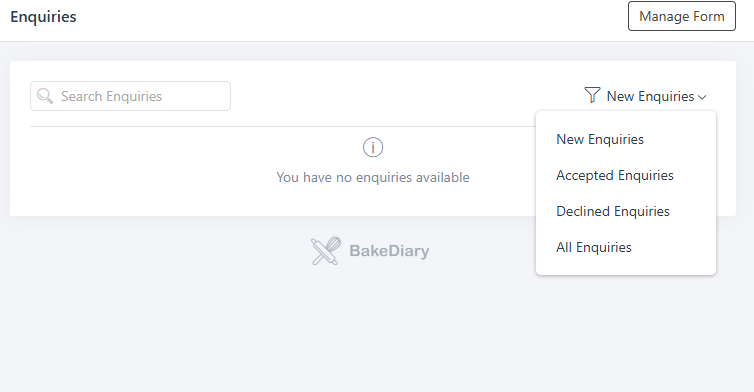 Enquiries
Manage Form
Search Enquiries
New Enquiries
New Enquiries
Accepted Enquiries
Declined Enquiries
All Enquiries
You have no enquiries available
BakeDiary